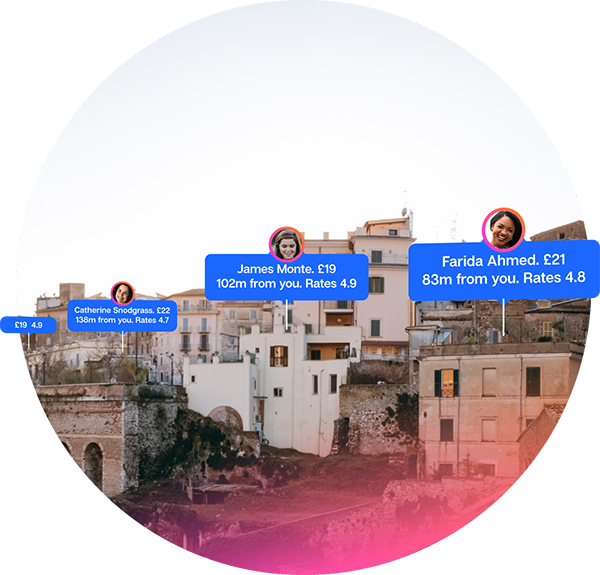 Farida Ahmed. £21
83m from you. Rates 4.8
James Monte. £19
102m from you. Rates 4.9
Catherine Snodgrass. £22
138m from you. Rates 4.7
£19 4.9